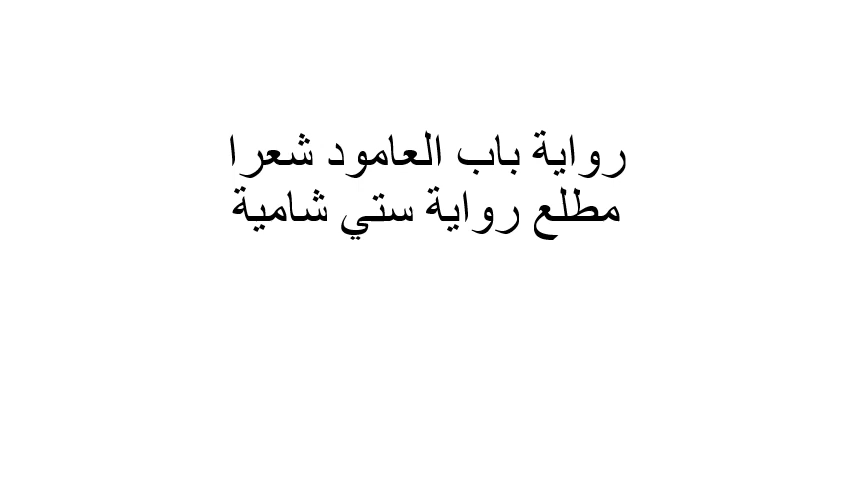 رواية باب العامود شعرا
مطلع رواية ستي شامية